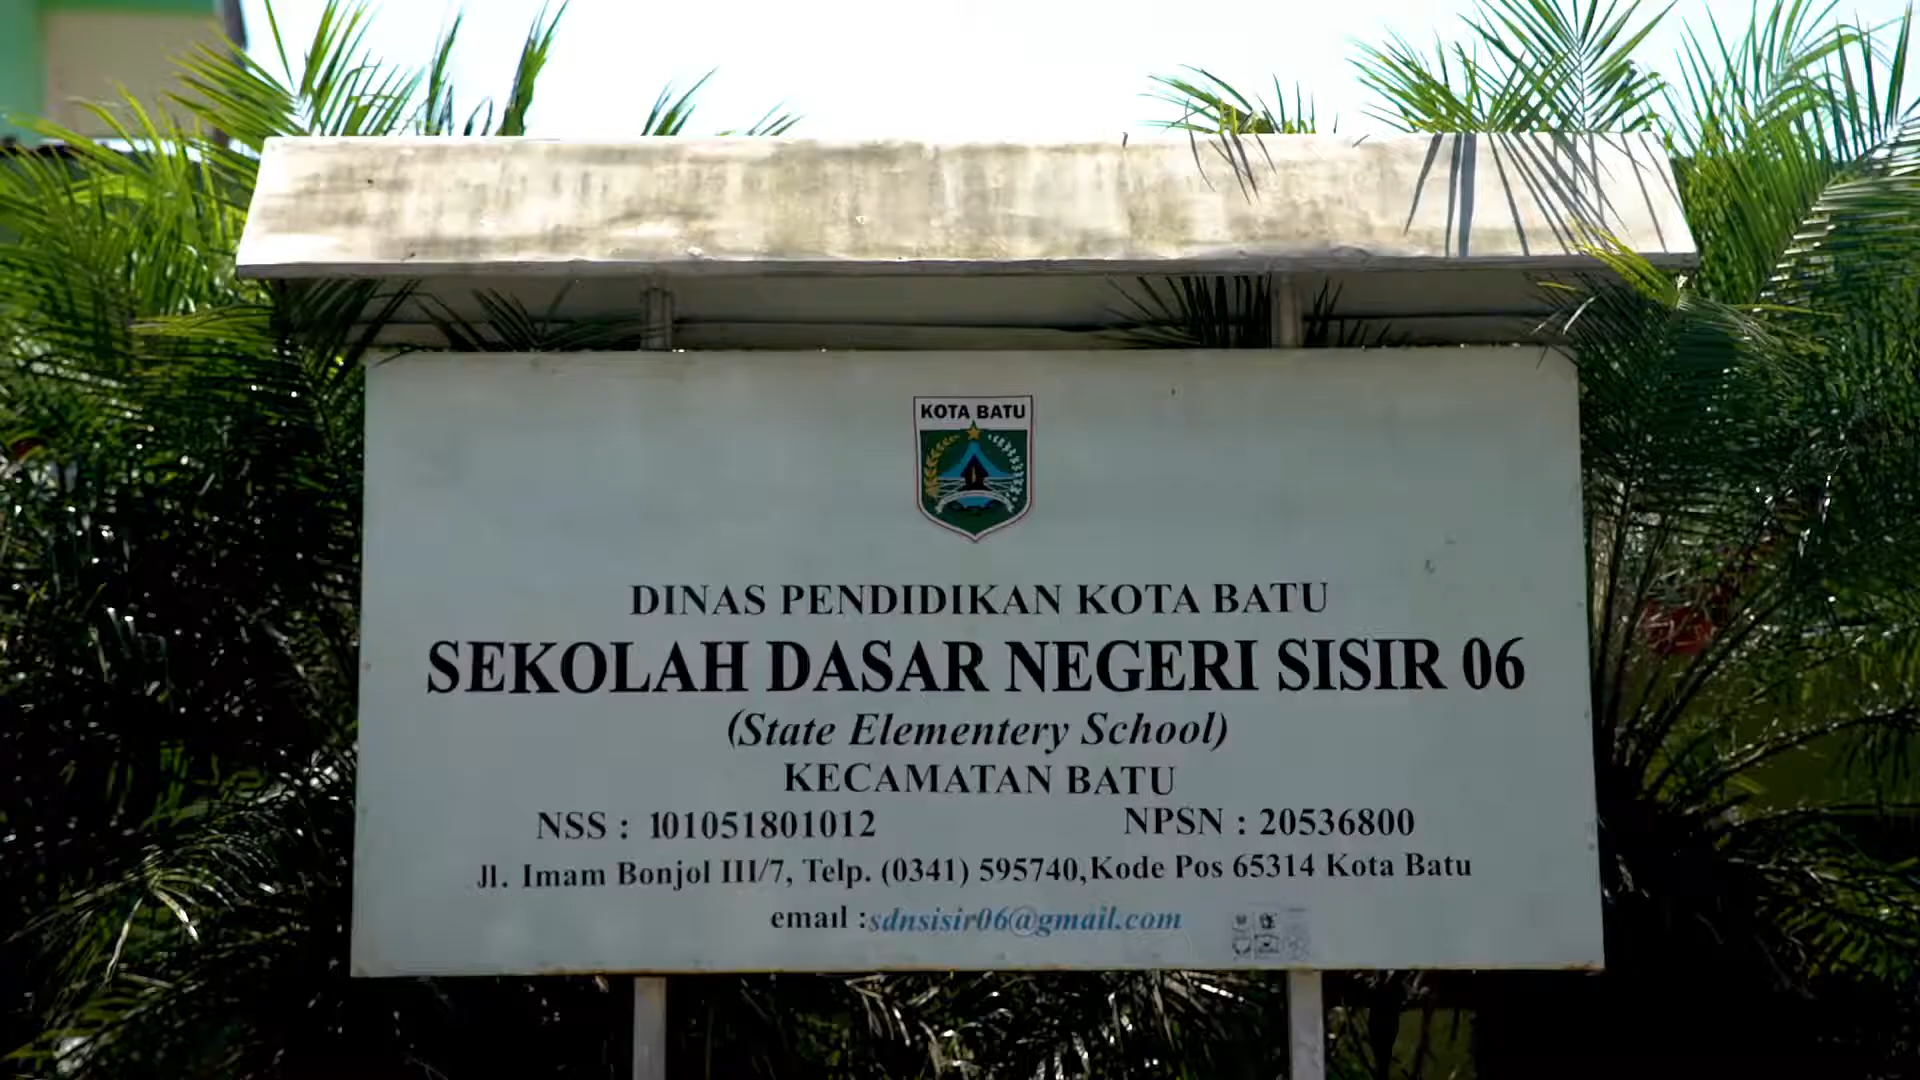 KOTA BATU
DINAS PENDIDIKAN KOTA BATU
SEKOLAH DASAR NEGERI SISIR 06
(State Elementery School)
KECAMATAN BATU
NSS : 101051801012 NPSN : 20536800
Jl. Imam Bonjol III/7, Telp. (0341) 595740,Kode Pos 65314 Kota Batu
email :sdnsisir06@gmail.com